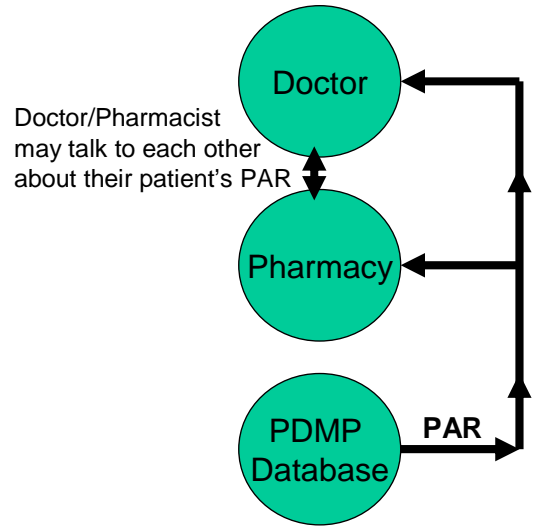 Doctor
Doctor/Pharmacist
may talk to each other
about their patient's PAR
Pharmacy
PDMP
Database
PAR